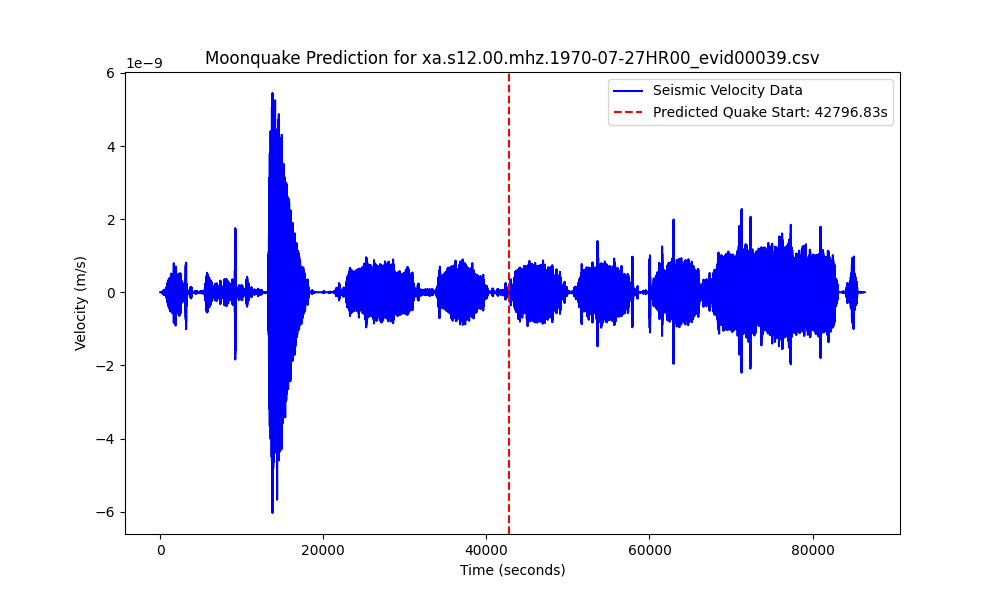 Moonquake Prediction for xa.s12.00.mhz.1970-07-27HR00_evid00039.csv
1e−9
Seismic Velocity Data
Predicted Quake Start: 42796.83s
6
4
2
0
−2
−4
−6
Velocity (m/s)
0 20000 40000 60000 80000
Time (seconds)